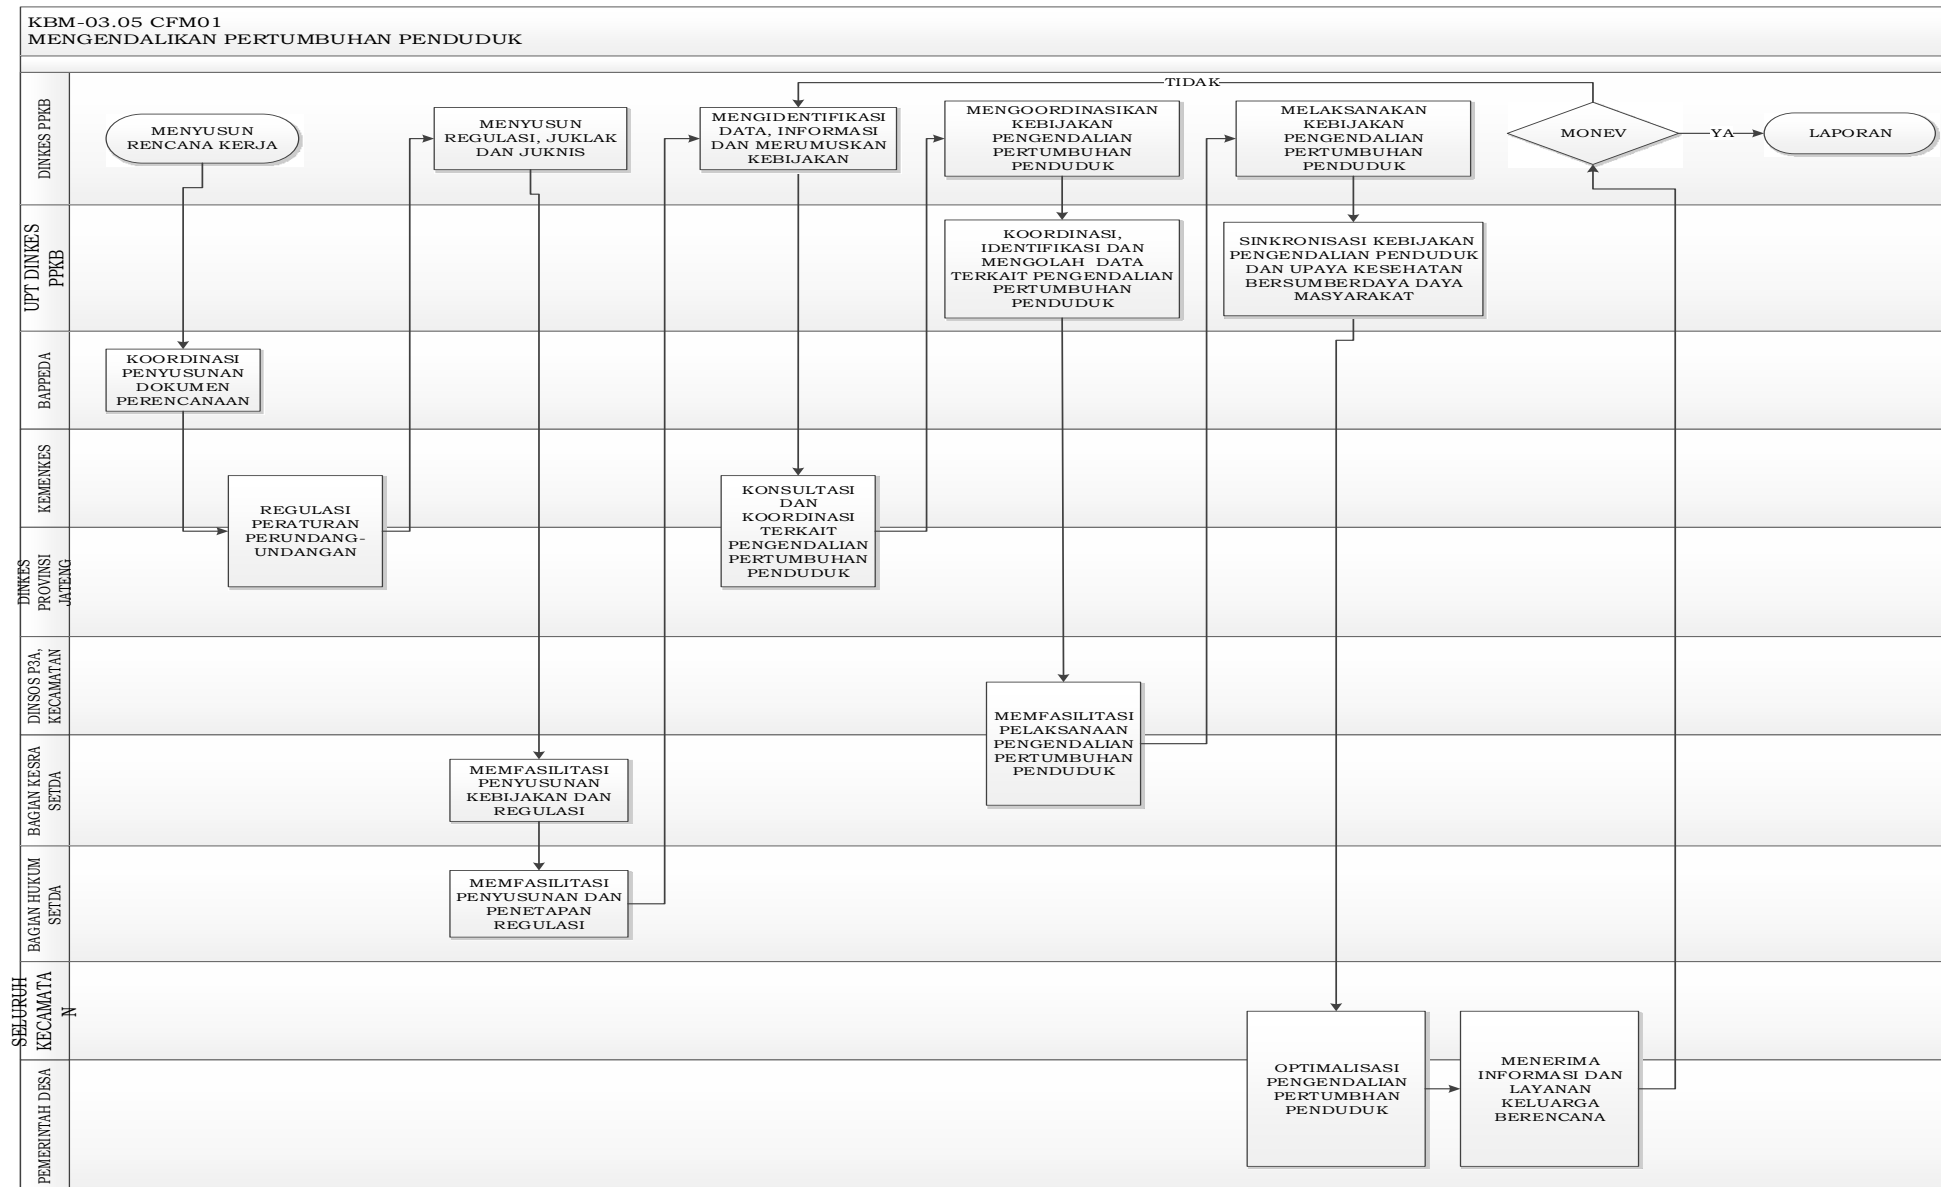 KBM-03.05 CFM01
MENGENDALIKAN PERTUMBUHAN PENDUDUK
DINKES PPKB
MENYUSUN
RENCANA KERJA
MENYUSUN
REGULASI, JUKLAK
DAN JUKNIS
MENGIDENTIFIKASI
DATA, INFORMASI
DAN MERUMUSKAN
KEBIJAKAN
TIDAK
MENGOORDINASIKAN
KEBIJAKAN
PENGENDALIAN
PERTUMBUHAN
PENDUDUK
MELAKSANAKAN
KEBIJAKAN
PENGENDALIAN
PERTUMBUHAN
PENDUDUK
MONEV
YA
LAPORAN
UPT DINKES
PPKB
KOORDINASI,
IDENTIFIKASI DAN
MENGOLAH DATA
TERKAIT PENGENDALIAN
PERTUMBUHAN
PENDUDUK
SINKRONISASI KEBIJAKAN
PENGENDALIAN PENDUDUK
DAN UPAYA KESEHATAN
BERSUMBERDAYA DAYA
MASYARAKAT
BAPPEDA
KOORDINASI
PENYUSUNAN
DOKUMEN
PERENCANAAN
KEMENKES
REGULASI
PERATURAN
PERUNDANG-
UNDANGAN
KONSULTASI
DAN
KOORDINASI
TERKAIT
PENGENDALIAN
PERTUMBUHAN
PENDUDUK
DINKES
PROVINSI
JATENG
DINSOS P3A,
KECAMATAN
MEMFASILITASI
PELAKSANAAN
PENGENDALIAN
PERTUMBUHAN
PENDUDUK
BAGIAN KESRA
SETDA
MEMFASILITASI
PENYUSUNAN
KEBIJAKAN DAN
REGULASI
BAGIAN HUKUM
SETDA
MEMFASILITASI
PENYUSUNAN DAN
PENETAPAN
REGULASI
SELURUH
KECAMATA
N
OPTIMALISASI
PENGENDALIAN
PERTUMBHAN
PENDUDUK
MENERIMA
INFORMASI DAN
LAYANAN
KELUARGA
BERENCANA
PEMERINTAH DESA